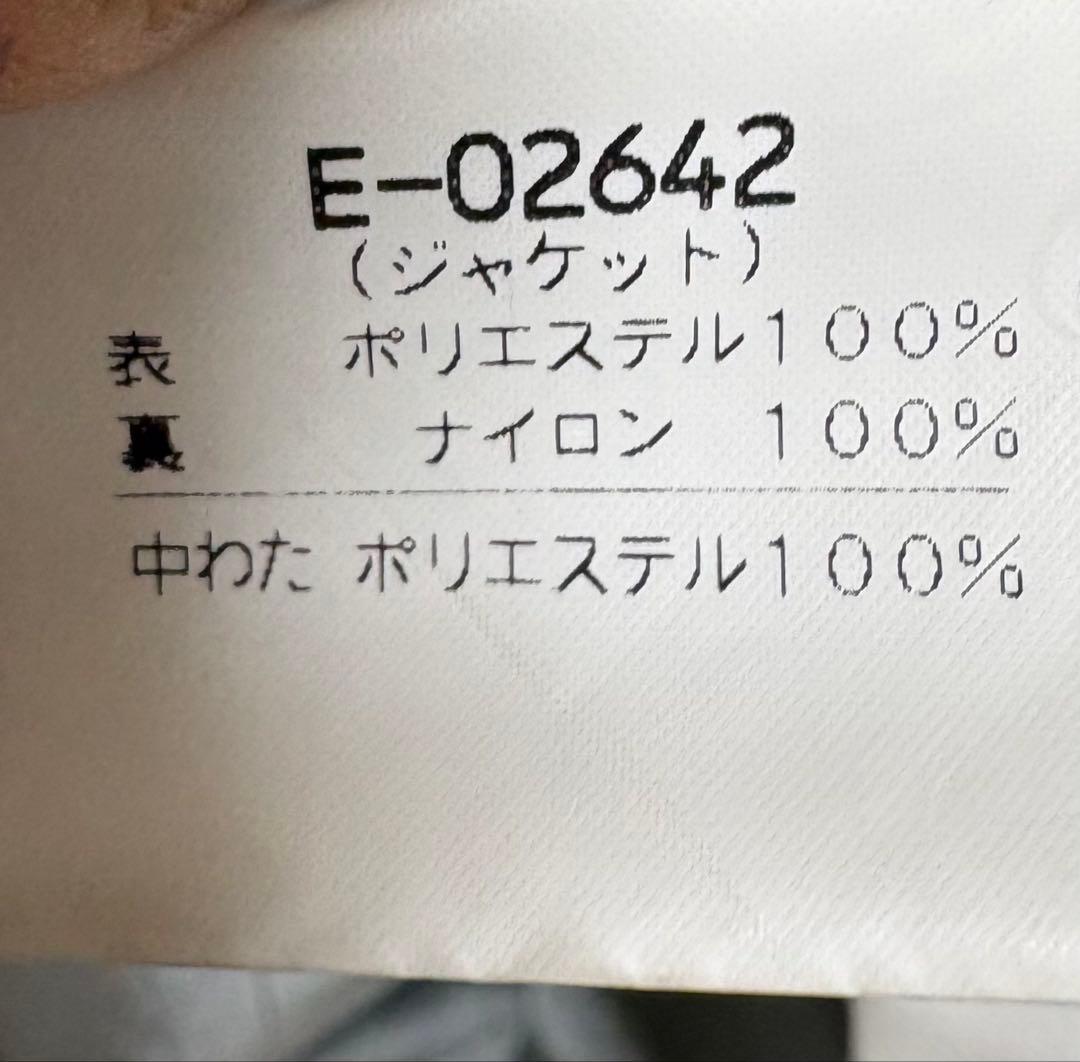 E-02642
(ジャケット)
表 ポリエステル100%
裏 ナイロン 100%
中わた ポリエステル100%